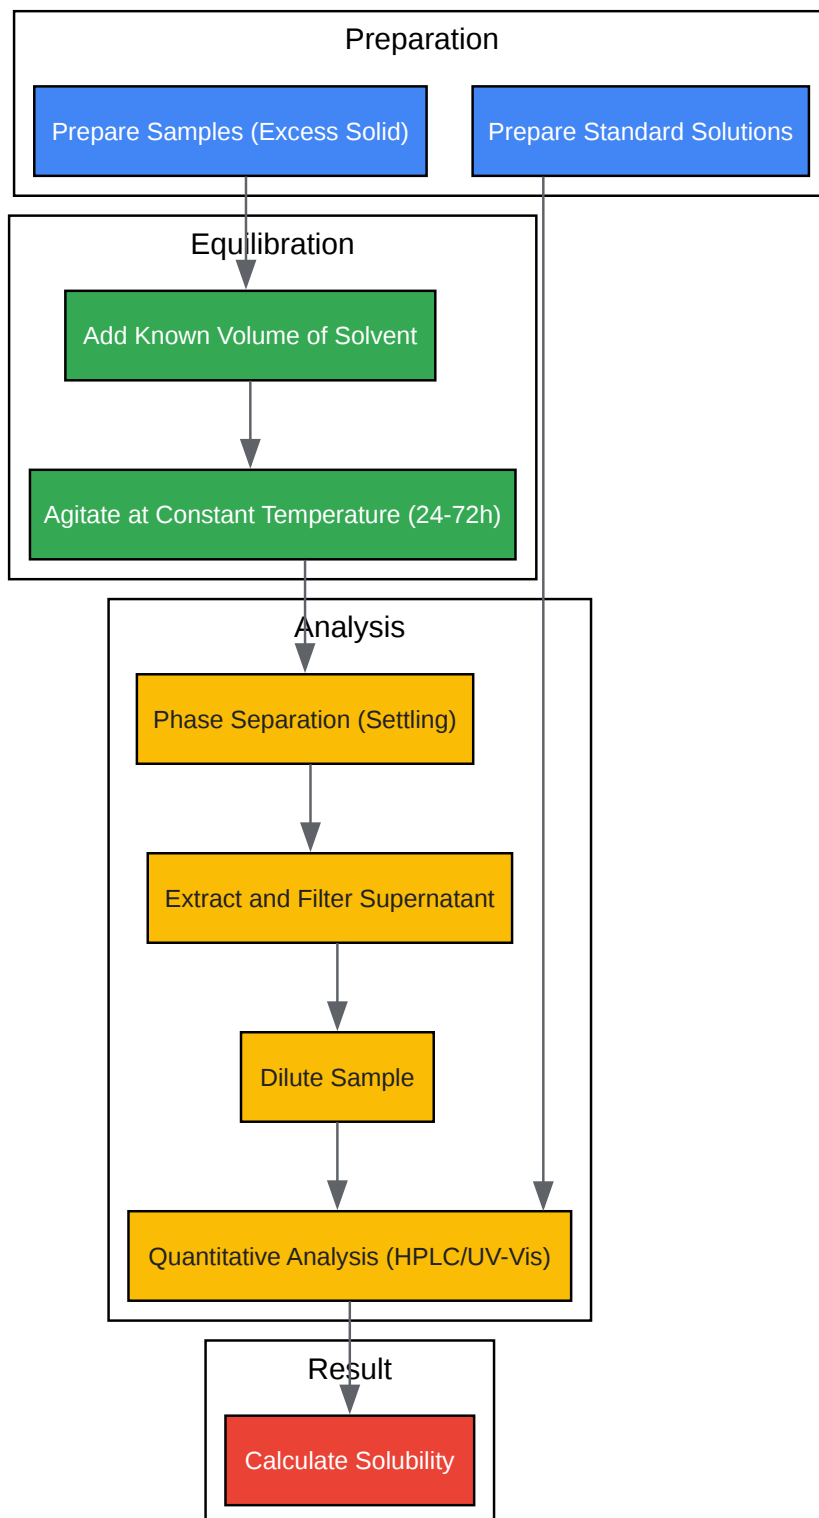 Preparation
Prepare Samples (Excess Solid)
Prepare Standard Solutions
Equilibration
Add Known Volume of Solvent
Agitate at Constant Temperature (24-72h)
Analysis
Phase Separation (Settling)
Extract and Filter Supernatant
Dilute Sample
Quantitative Analysis (HPLC/UV-Vis)
Result
Calculate Solubility